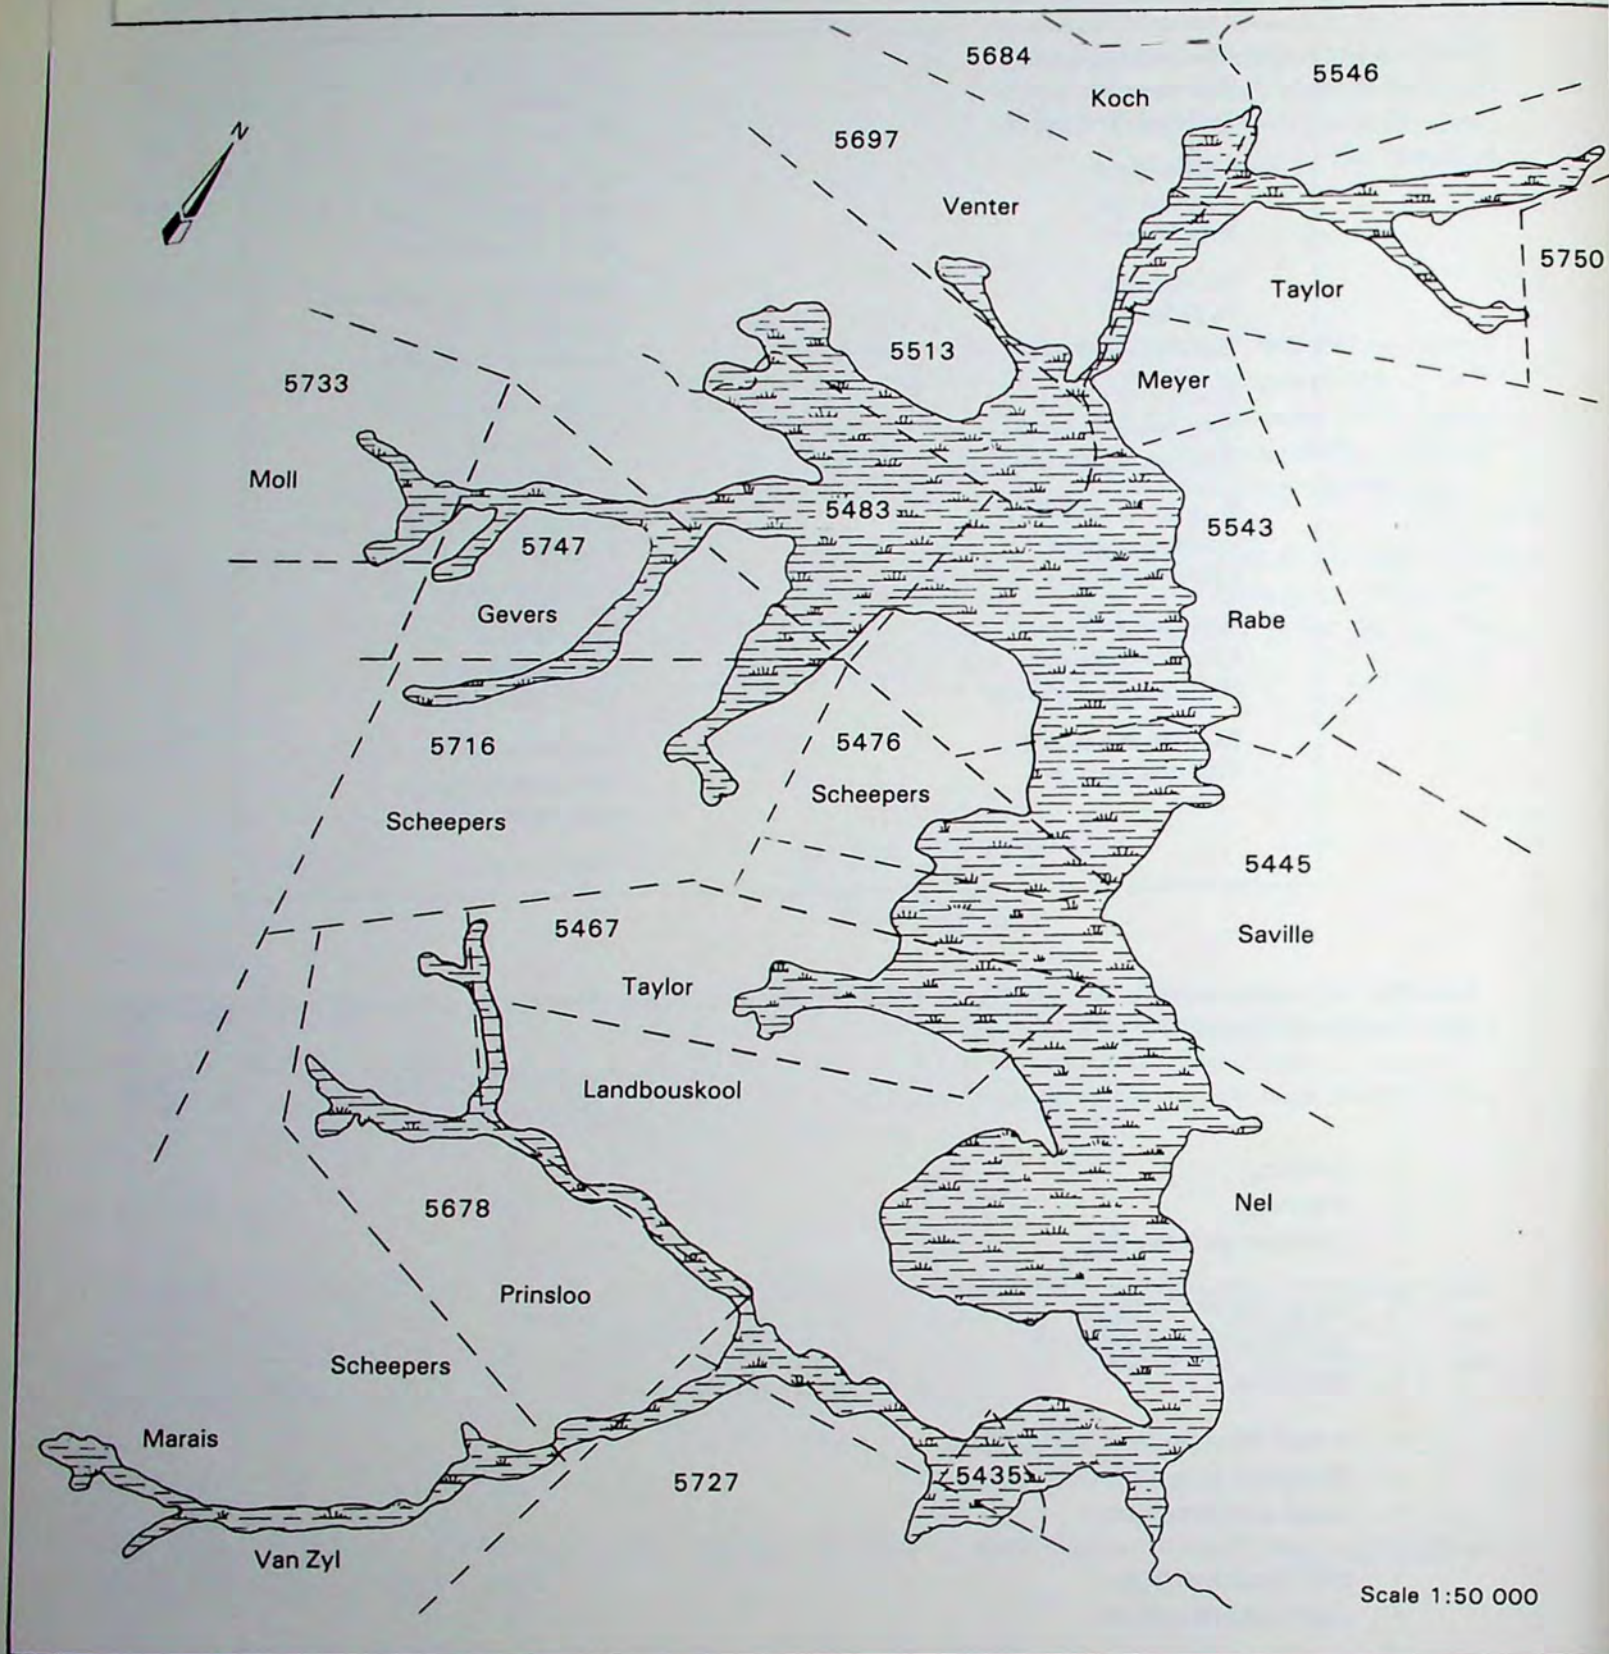 5684
5546
Koch
N
5697
Venter
5750
Taylor
5513
5733
Meyer
Moll
5483
5543
5747
Gevers
Rabe
5716
5476
Scheepers
Scheepers
5445
5467
Saville
Taylor
Landbouskool
Nel
5678
Prinsloo
Scheepers
Marais
5727
5435
Van Zyl
Scale 1:50 000